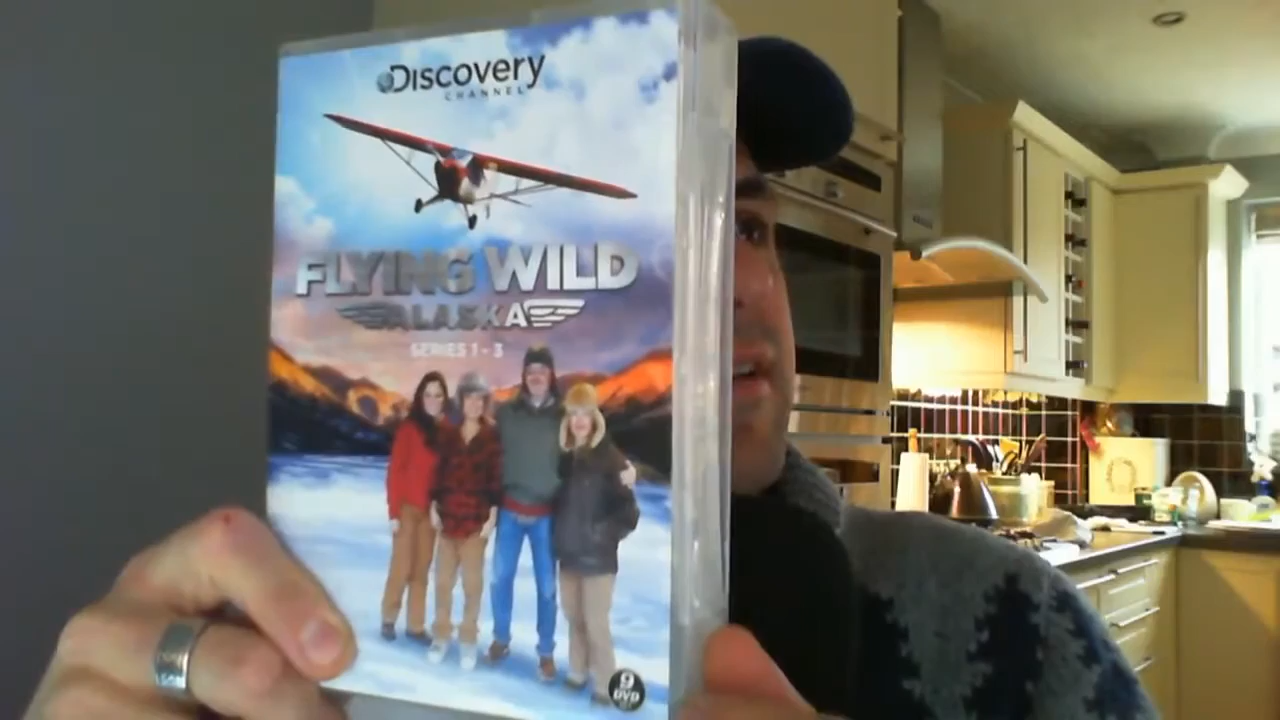 Discovery
CHANNEL
FLYING WILD
ALASKA
SERIES 1 - 3
9
DVD